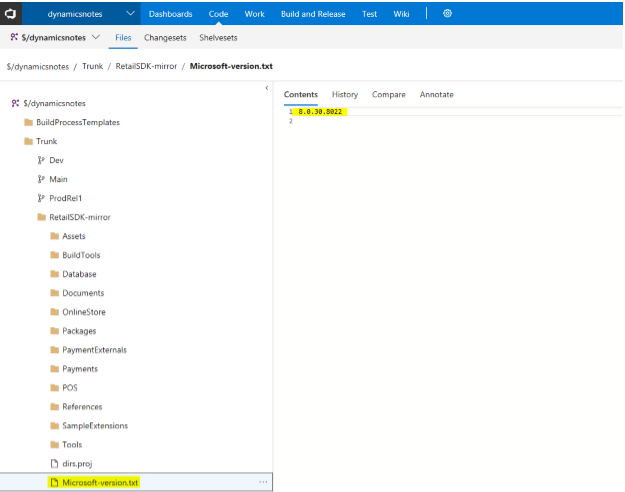 dynamicsnotes Dashboards Code Work Build and Release Test Wiki
$/dynamicsnotes Files Changesets Shelvesets
$/dynamicsnotes / Trunk / RetailSDK-mirror / Microsoft-version.txt
$/dynamicsnotes
BuildProcessTemplates
Trunk
Dev
Main
ProdRel1
RetailSDK-mirror
Assets
BuildTools
Database
Documents
OnlineStore
Packages
PaymentExternals
Payments
POS
References
SampleExtensions
Tools
dirs.proj
Microsoft-version.txt ...
Contents History Compare Annotate
1 8.0.30.8022
2